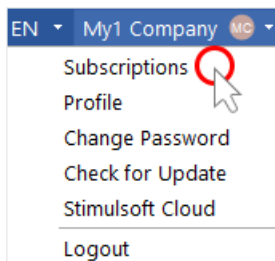 EN My1 Company MC
Subscriptions
Profile
Change Password
Check for Update
Stimulsoft Cloud
Logout